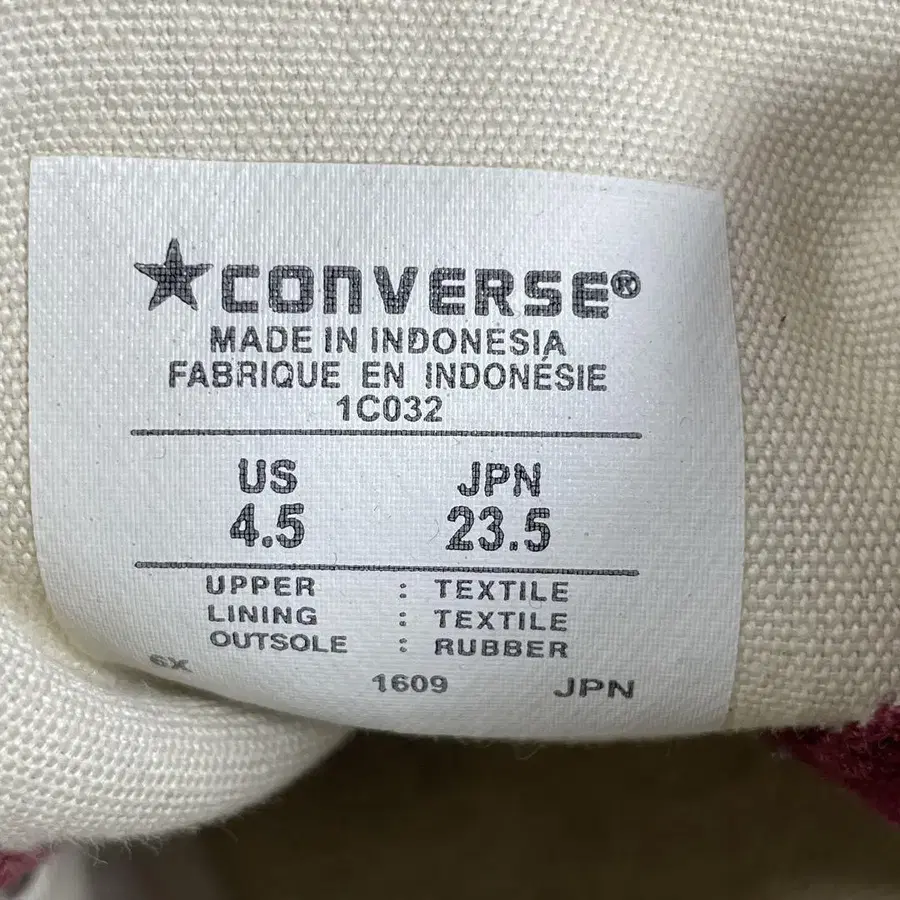 CONVERSE®
MADE IN INDONESIA
FABRIQUE EN INDONÉSIE
1C032
US JPN
4.5 23.5
UPPER : TEXTILE
LINING : TEXTILE
OUTSOLE : RUBBER
6X 1609 JPN